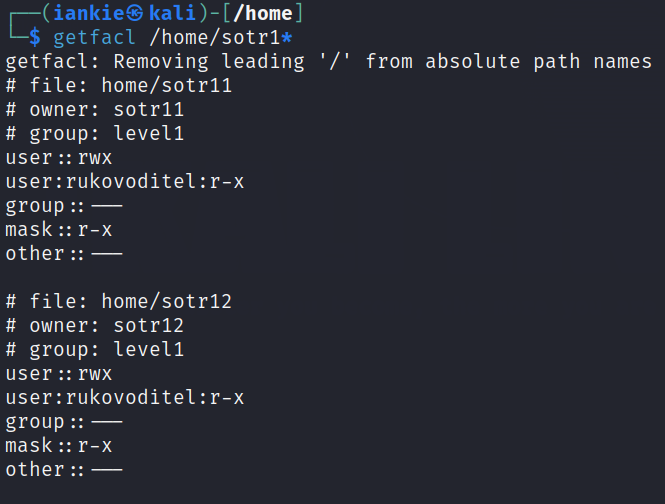 ┌──(iankie㉿kali)-[/home]
└─$ getfacl /home/sotr1*
getfacl: Removing leading '/' from absolute path names
# file: home/sotr11
# owner: sotr11
# group: level1
user::rwx
user:rukovoditel:r-x
group::---
mask::r-x
other::---

# file: home/sotr12
# owner: sotr12
# group: level1
user::rwx
user:rukovoditel:r-x
group::---
mask::r-x
other::---